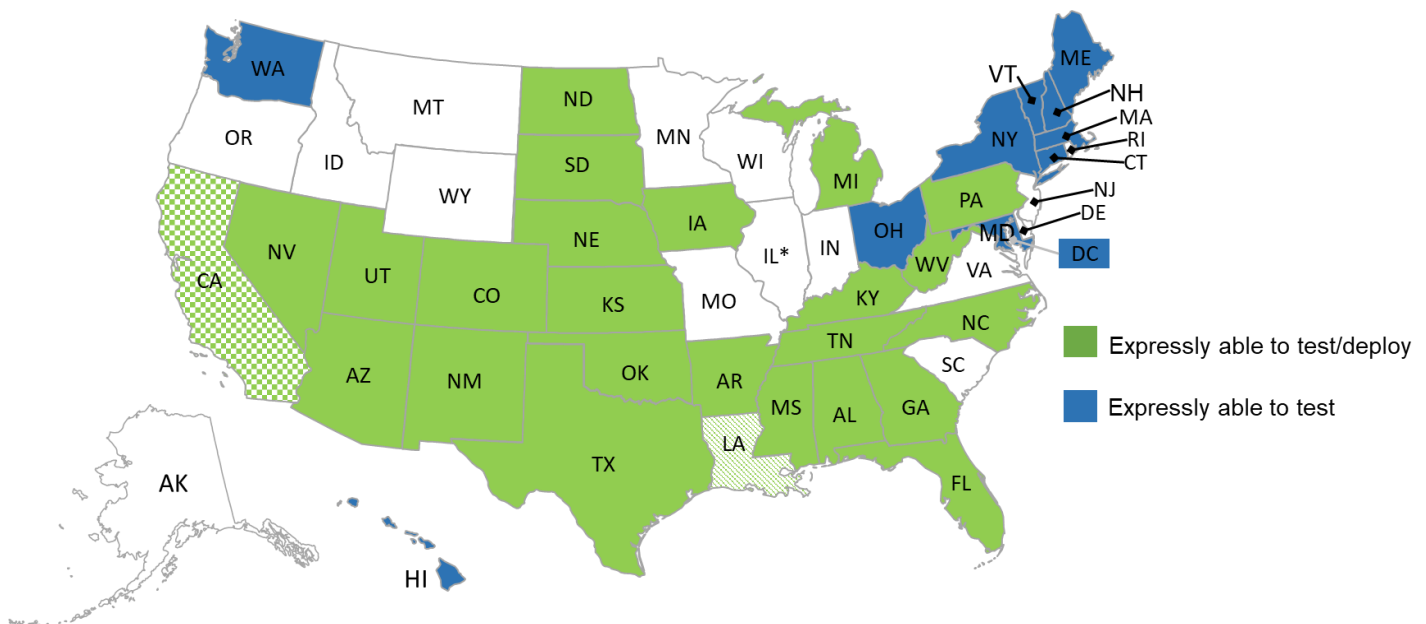 WA
MT
ND
MN
VT
ME
NH
MA
RI
CT
OR
ID
WY
SD
WI
MI
NY
NJ
DE
IA
PA
NE
IL*
IN
OH
MD
DC
NV
UT
CO
KS
MO
WV
VA
CA
KY
AZ
NM
OK
AR
TN
NC
SC
Expressly able to test/deploy
MS
AL
GA
Expressly able to test
LA
TX
FL
AK
HI